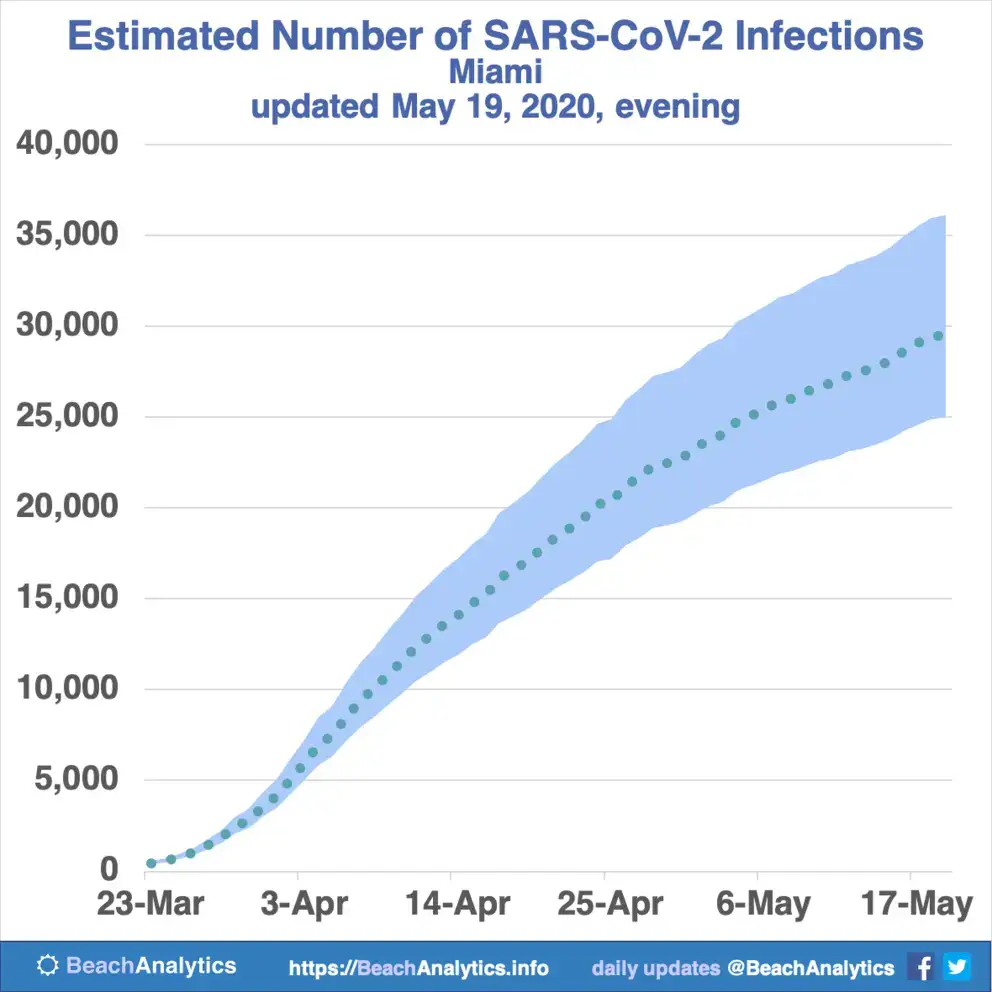 Estimated Number of SARS-CoV-2 Infections
Miami
updated May 19, 2020, evening
40,000
35,000
30,000
25,000
20,000
15,000
10,000
5,000
0
23-Mar 3-Apr 14-Apr 25-Apr 6-May 17-May
BeachAnalytics https://BeachAnalytics.info daily updates @BeachAnalytics